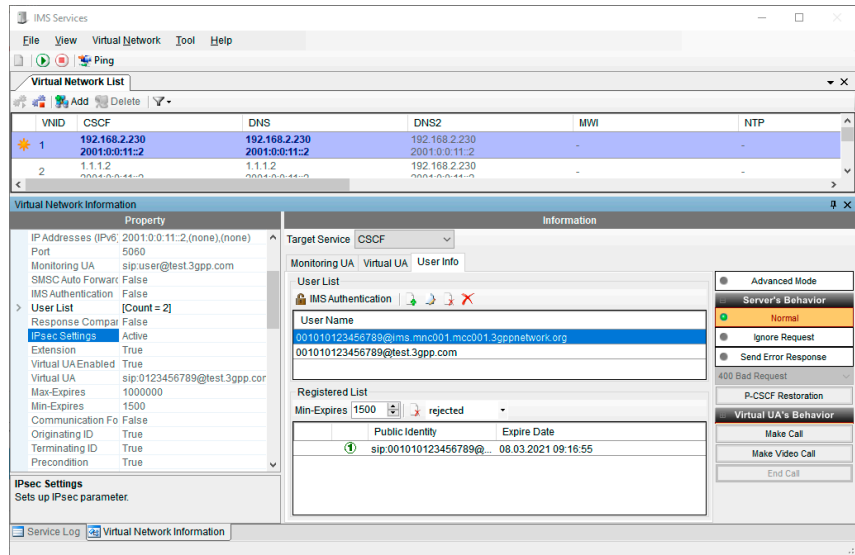 IMS Services
File View Virtual Network Tool Help
Ping
Virtual Network List
Add Delete
VNID CSCF DNS DNS2 MWI NTP
1 192.168.2.230 192.168.2.230 192.168.2.230 - -
2001:0:0:11::2 2001:0:0:11::2 2001:0:0:11::2
2 1.1.1.2 1.1.1.2 192.168.2.230 - -
Virtual Network Information
Property
IP Addresses (IPv6) 2001:0:0:11::2,(none),(none)
Port 5060
Monitoring UA sip:user@test.3gpp.com
SMSC Auto Forward False
IMS Authentication False
User List [Count = 2]
Response Compar False
IPsec Settings Active
Extension True
Virtual UA Enabled True
Virtual UA sip:0123456789@test.3gpp.cor
Max-Expires 1000000
Min-Expires 1500
Communication Fo False
Originating ID True
Terminating ID True
Precondition True
IPsec Settings
Sets up IPsec parameter.
Information
Target Service CSCF
Monitoring UA Virtual UA User Info
User List
IMS Authentication
User Name
001010123456789@ims.mnc001.mcc001.3gppnetwork.org
001010123456789@test.3gpp.com
Registered List
Min-Expires 1500 rejected
Public Identity Expire Date
1 sip:001010123456789@... 08.03.2021 09:16:55
Advanced Mode
Server's Behavior
Normal
Ignore Request
Send Error Response
400 Bad Request
P-CSCF Restoration
Virtual UA's Behavior
Make Call
Make Video Call
End Call
Service Log Virtual Network Information